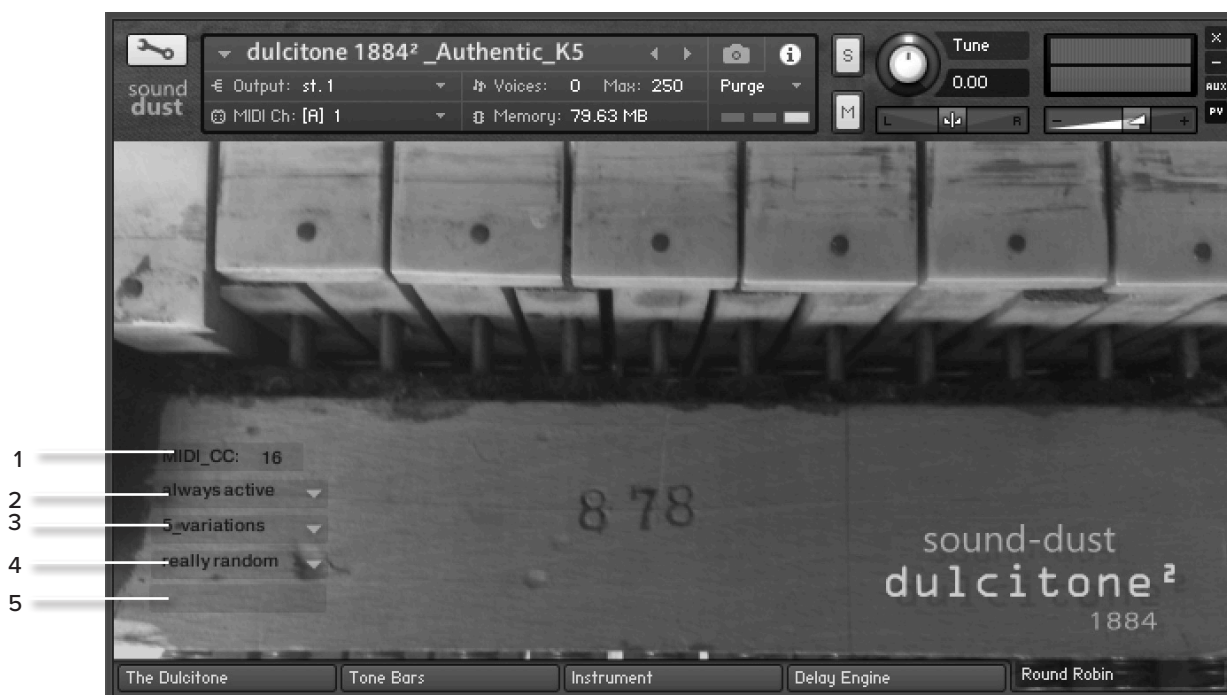 dulcitone 1884² _Authentic_K5
i
S
Tune
×
sound
dust
Output: st.1
Voices: 0 Max: 250
Purge
0.00
-
AUX
MIDI Ch: [A] 1
Memory: 79.63 MB
M
L
R
-
+
PV
1
MIDI_CC: 16
2
always active
3
5_variations
4
really random
5
878
sound-dust
dulcitone²
1884
The Dulcitone
Tone Bars
Instrument
Delay Engine
Round Robin